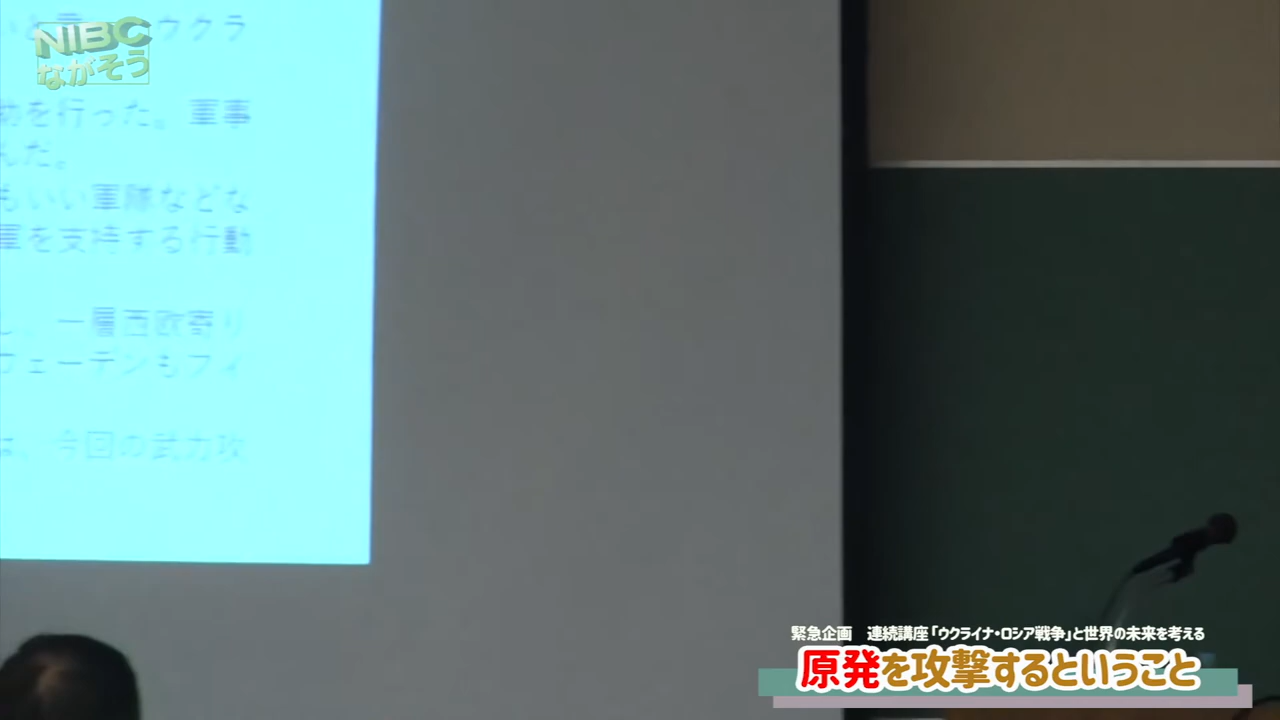 NIBC
ながそう
ウクラ
を行った。軍事
した。
もいい軍隊などな
軍を支持する行動
一層西欧寄り
ウェーデンもフィ
今回の武力攻
緊急企画 連続講座「ウクライナ・ロシア戦争」と世界の未来を考える
原発を攻撃するということ